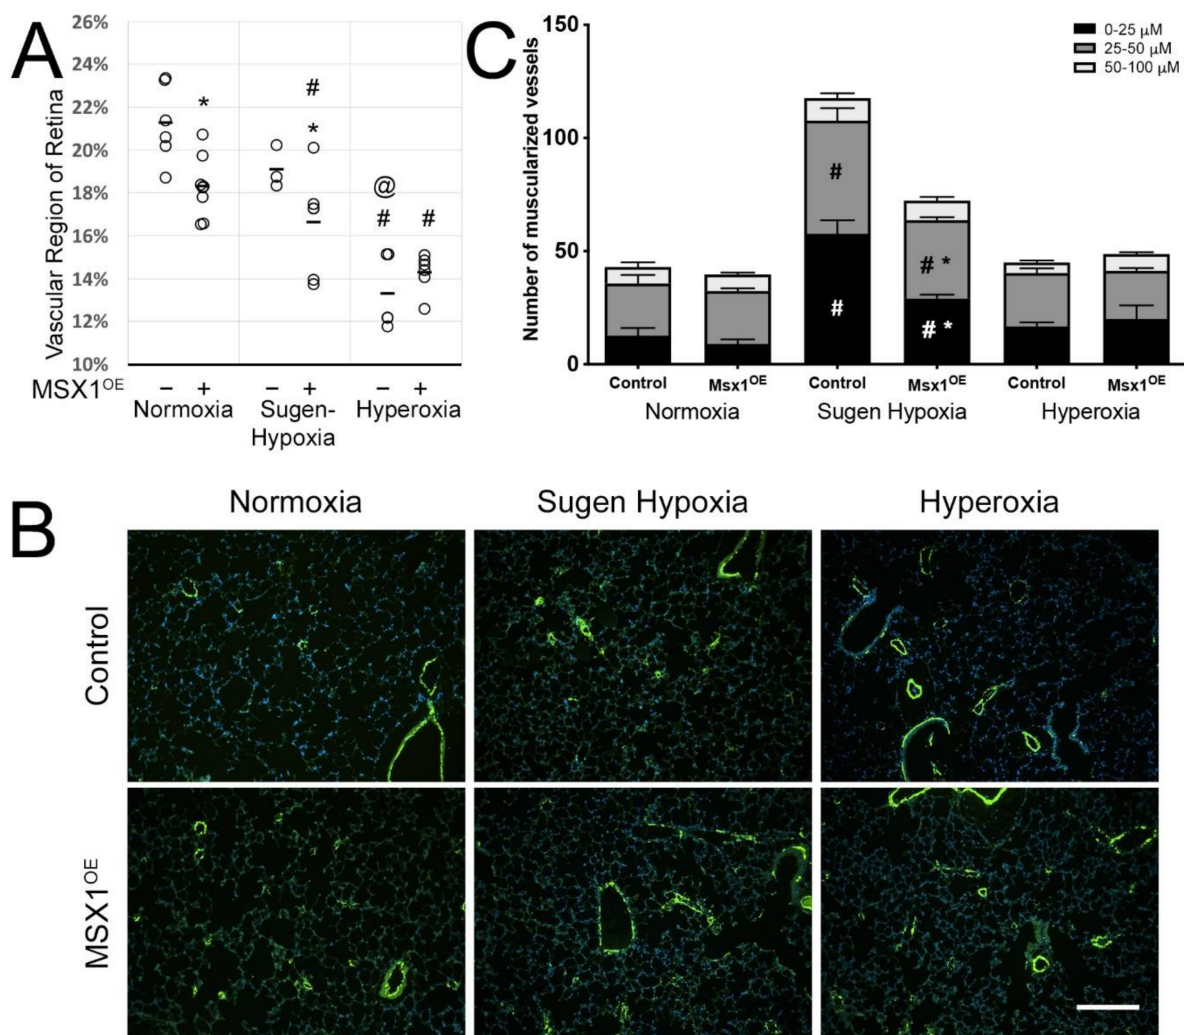 A
Vascular Region of Retina
26%
24%
22%
20%
18%
16%
14%
12%
10%
*
#
*
@
#
#
MSX1OE
– + – + – +
Normoxia
Sugen-
Hypoxia
Hyperoxia
C
Number of muscularized vessels
150
100
50
0
0-25 μM
25-50 μM
50-100 μM
#
#
# *
# *
Control Msx1OE Control Msx1OE Control Msx1OE
Normoxia Sugen Hypoxia Hyperoxia
B
Normoxia Sugen Hypoxia Hyperoxia
Control
MSX1OE